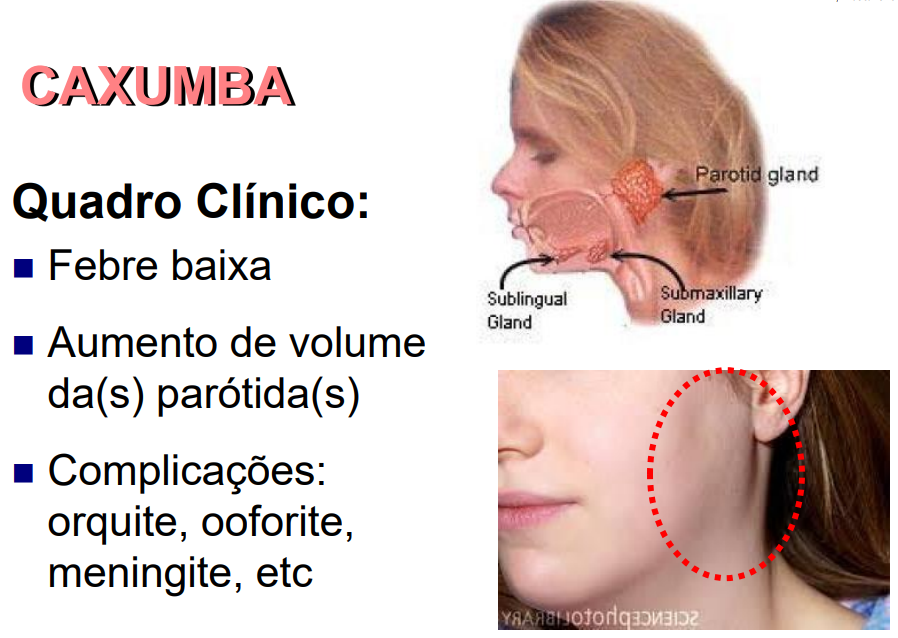 CAXUMBA
Quadro Clínico:
Febre baixa
Aumento de volume
da(s) parótida(s)
Complicações:
orquite, ooforite,
meningite, etc
Parotid gland
Sublingual
Gland
Submaxillary
Gland
SCIENCEphotoLIBRARY